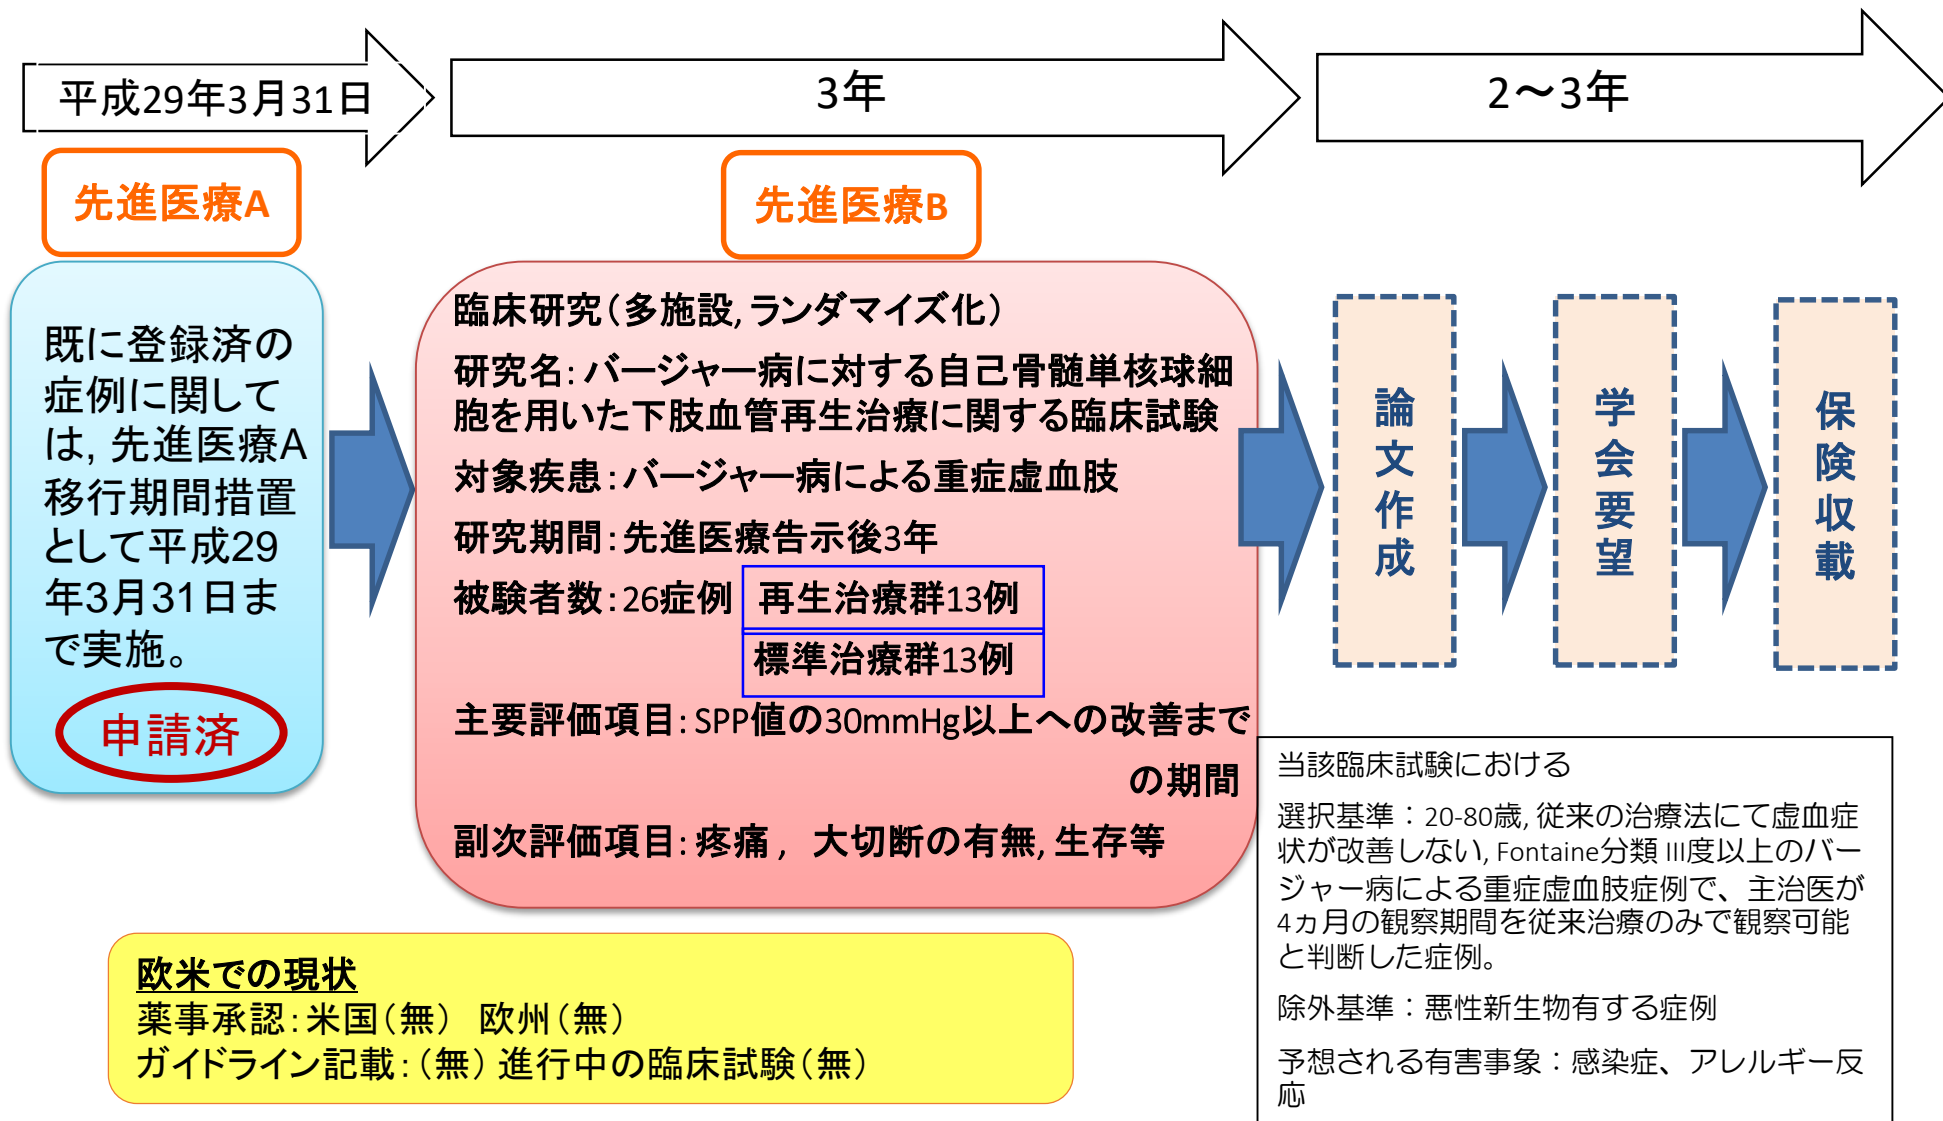 平成29年3月31日
3年
2～3年
先進医療A
先進医療B
既に登録済の
症例に関して
は, 先進医療A
移行期間措置
として平成29
年3月31日ま
で実施。
申請済
臨床研究（多施設, ランダマイズ化）
研究名：バージャー病に対する自己骨髄単核球細
胞を用いた下肢血管再生治療に関する臨床試験
対象疾患：バージャー病による重症虚血肢
研究期間：先進医療告示後3年
被験者数：26症例 再生治療群13例
標準治療群13例
主要評価項目：SPP値の30mmHg以上への改善まで
の期間
副次評価項目：疼痛， 大切断の有無, 生存等
論文作成
学会要望
保険収載
当該臨床試験における
選択基準：20-80歳, 従来の治療法にて虚血症
状が改善しない, Fontaine分類 III度以上のバー
ジャー病による重症虚血肢症例で、主治医が
4ヵ月の観察期間を従来治療のみで観察可能
と判断した症例。
除外基準：悪性新生物有する症例
予想される有害事象：感染症、アレルギー反
応
欧米での現状
薬事承認：米国（無） 欧州（無）
ガイドライン記載：（無） 進行中の臨床試験（無）